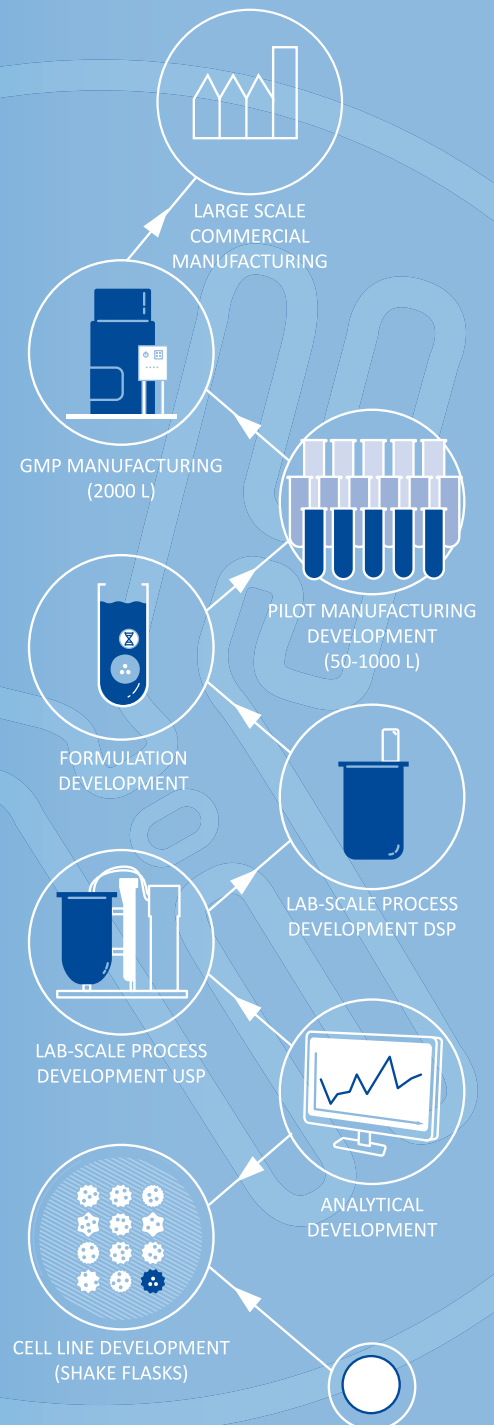 LARGE SCALE
COMMERCIAL
MANUFACTURING
GMP MANUFACTURING
(2000 L)
PILOT MANUFACTURING
DEVELOPMENT
(50-1000 L)
FORMULATION
DEVELOPMENT
LAB-SCALE PROCESS
DEVELOPMENT DSP
LAB-SCALE PROCESS
DEVELOPMENT USP
ANALYTICAL
DEVELOPMENT
CELL LINE DEVELOPMENT
(SHAKE FLASKS)